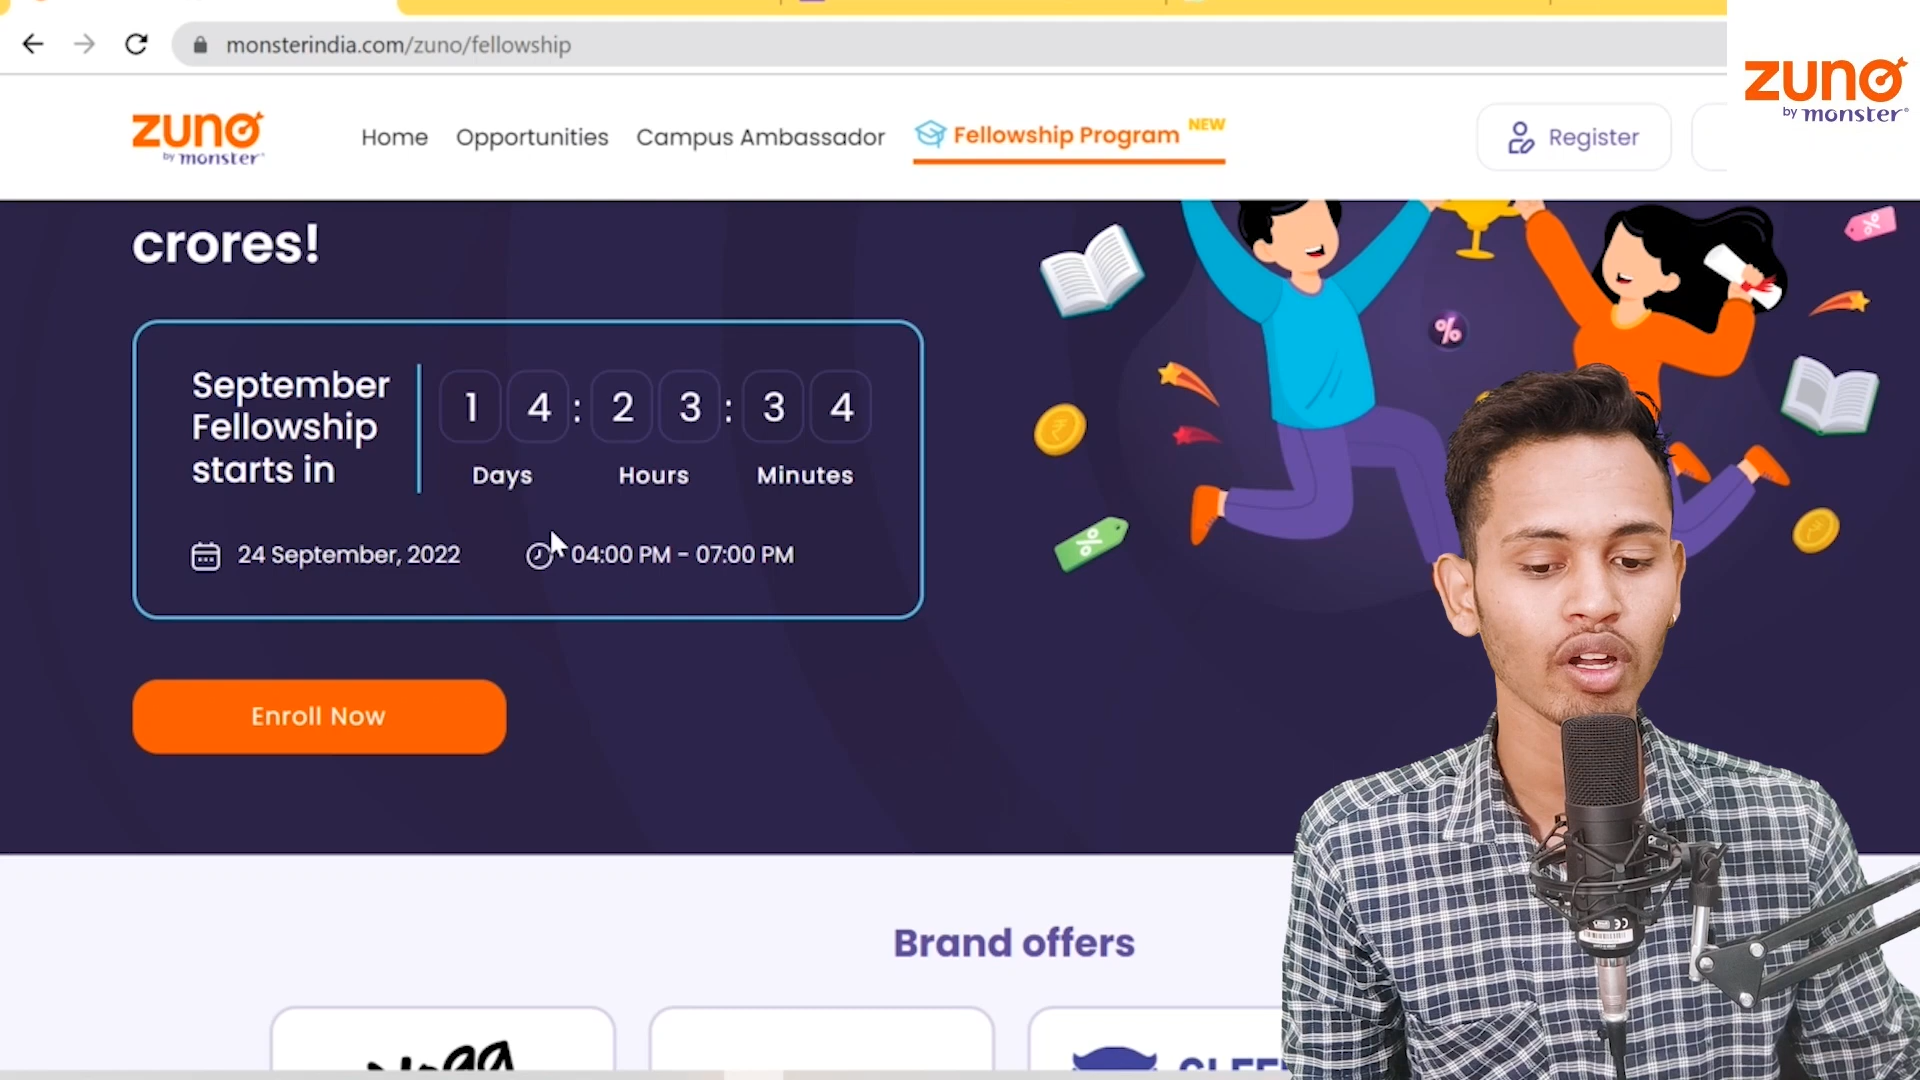 monsterindia.com/zuno/fellowship
zuno
by monster
zuno
by monster
Home
Opportunities
Campus Ambassador
Fellowship Program
NEW
Register
crores!
September
Fellowship
starts in
1 4 : 2 3 : 3 4
Days Hours Minutes
24 September, 2022
04:00 PM - 07:00 PM
Enroll Now
Brand offers